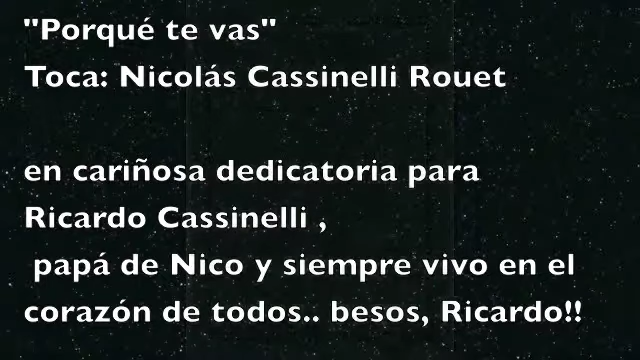 "Porqué te vas"
Toca: Nicolás Cassinelli Rouet
en cariñosa dedicatoria para
Ricardo Cassinelli ,
papá de Nico y siempre vivo en el
corazón de todos.. besos, Ricardo!!